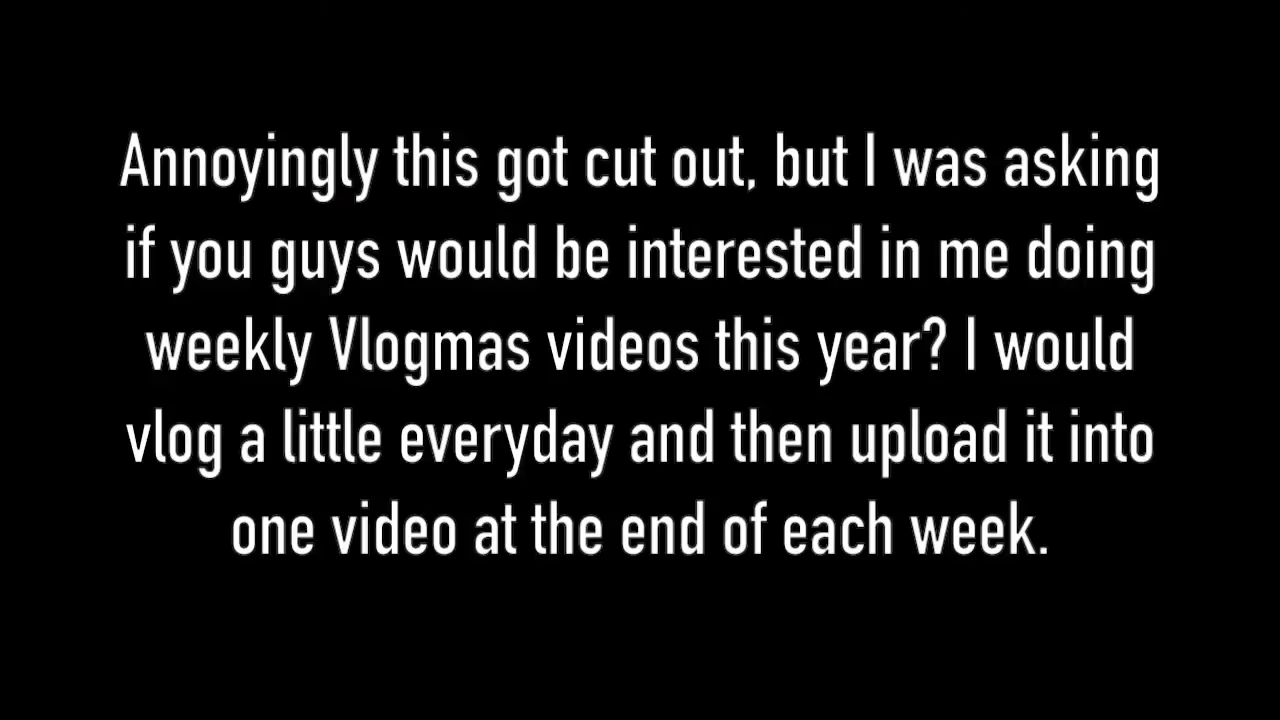 Annoyingly this got cut out, but I was asking
if you guys would be interested in me doing
weekly Vlogmas videos this year? I would
vlog a little everyday and then upload it into
one video at the end of each week.